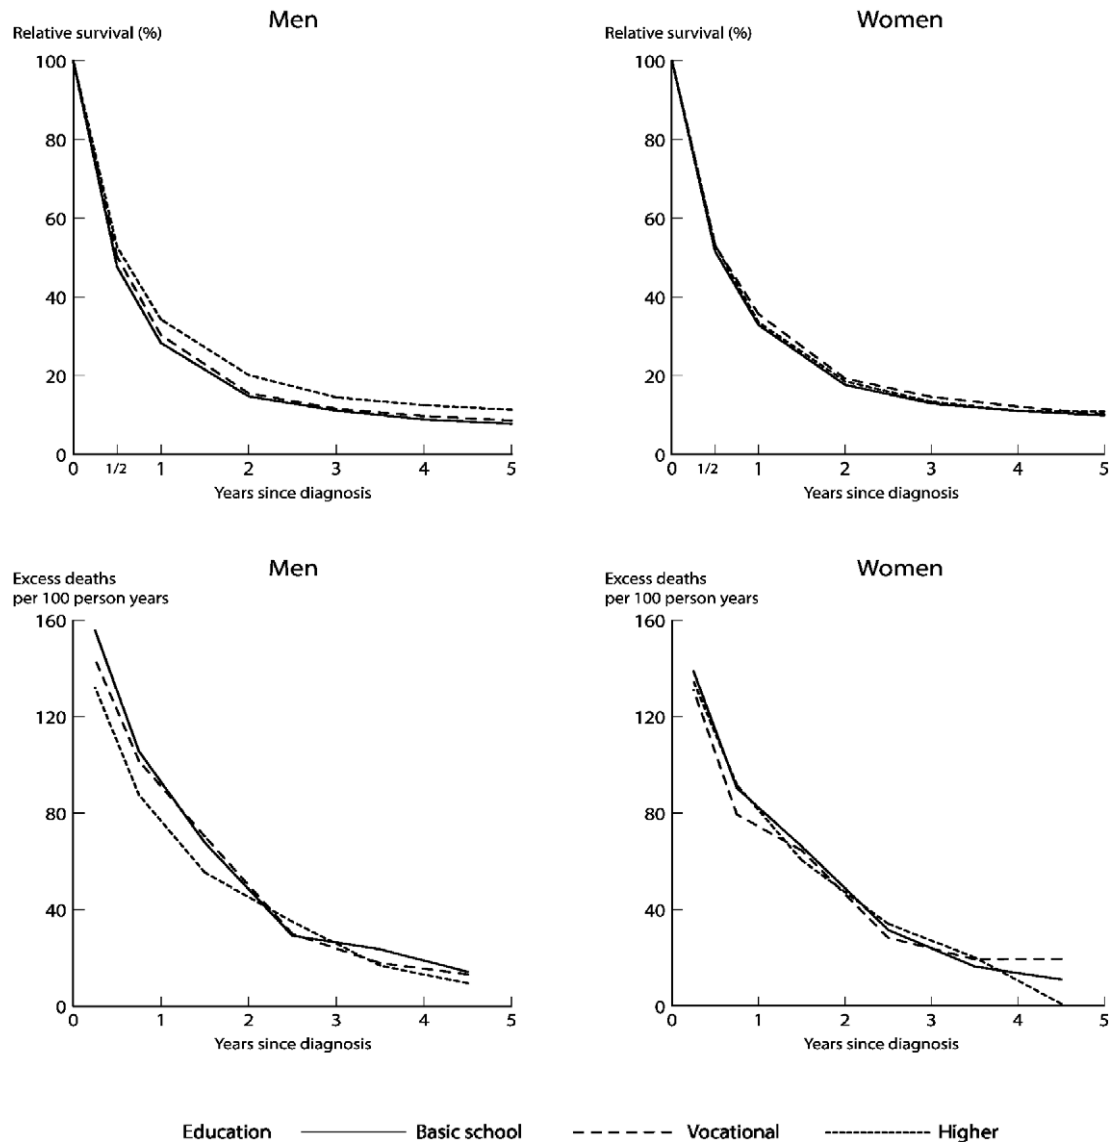 Men
Relative survival (%)
100
80
60
40
20
0
0 1/2 1 2 3 4 5
Years since diagnosis
Women
Relative survival (%)
100
80
60
40
20
0
0 1/2 1 2 3 4 5
Years since diagnosis
Men
Excess deaths
per 100 person years
160
120
80
40
0
0 1 2 3 4 5
Years since diagnosis
Women
Excess deaths
per 100 person years
160
120
80
40
0
0 1 2 3 4 5
Years since diagnosis
Education Basic school Vocational Higher